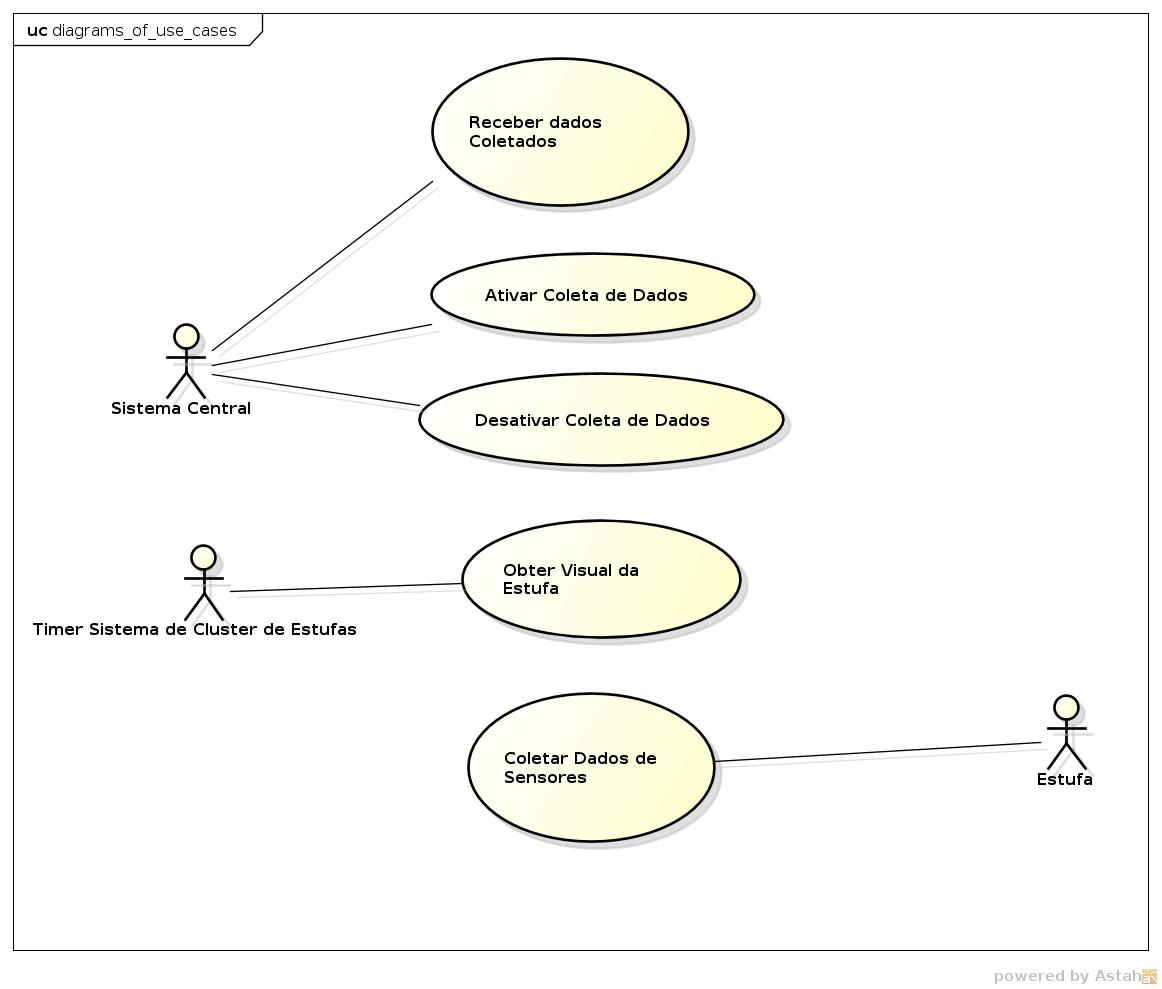 uc diagrams_of_use_cases
Receber dados
Coletados
Ativar Coleta de Dados
Sistema Central
Desativar Coleta de Dados
Obter Visual da
Estufa
Timer Sistema de Cluster de Estufas
Coletar Dados de
Sensores
Estufa
powered by Astah